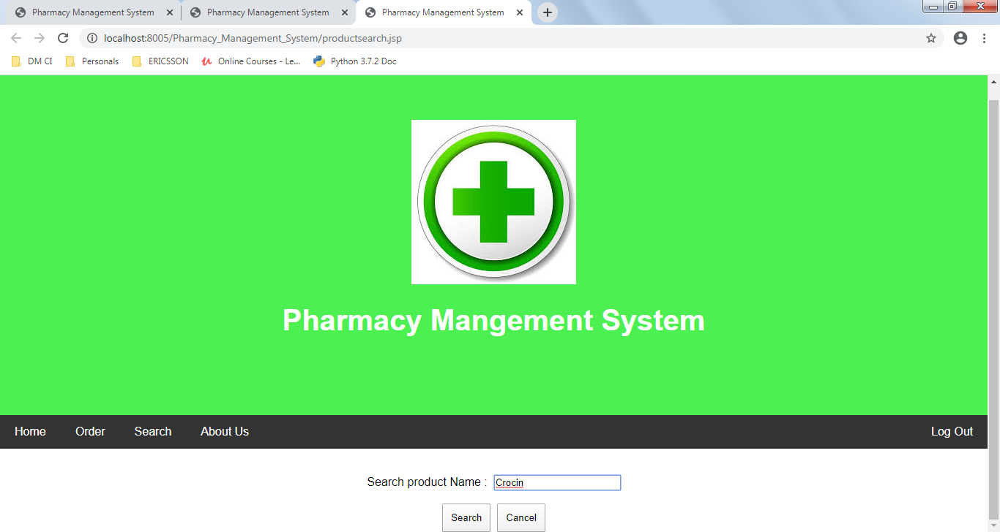 Pharmacy Management System Pharmacy Management System Pharmacy Management System
localhost:8005/Pharmacy_Management_System/productsearch.jsp
DM CI Personals ERICSSON Online Courses - Le... Python 3.7.2 Doc
Pharmacy Mangement System
Home Order Search About Us Log Out
Search product Name : Crocin
Search Cancel